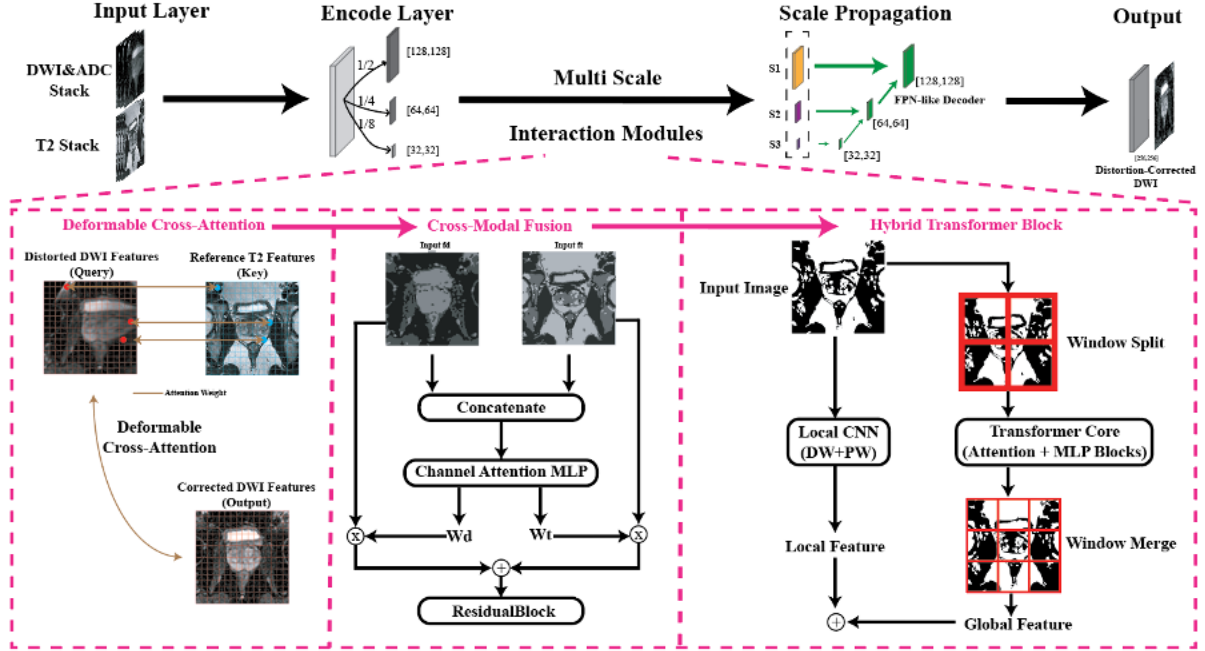 Input Layer
Encode Layer
Scale Propagation
Output
DWI&ADC
Stack
T2 Stack
1/2
1/4
1/8
[128,128]
[64,64]
[32,32]
Multi Scale
Interaction Modules
S1
S2
S3
[128,128]
FPN-like Decoder
[64,64]
[32,32]
[256,256]
Distortion-Corrected
DWI
Deformable Cross-Attention
Cross-Modal Fusion
Hybrid Transformer Block
Distorted DWI Features
(Query)
Reference T2 Features
(Key)
Attention Weight
Deformable
Cross-Attention
Corrected DWI Features
(Output)
Input fd
Input ft
Concatenate
Channel Attention MLP
x
Wd
Wt
x
+
ResidualBlock
Input Image
Window Split
Local CNN
(DW+PW)
Transformer Core
(Attention + MLP Blocks)
Local Feature
Window Merge
+
Global Feature